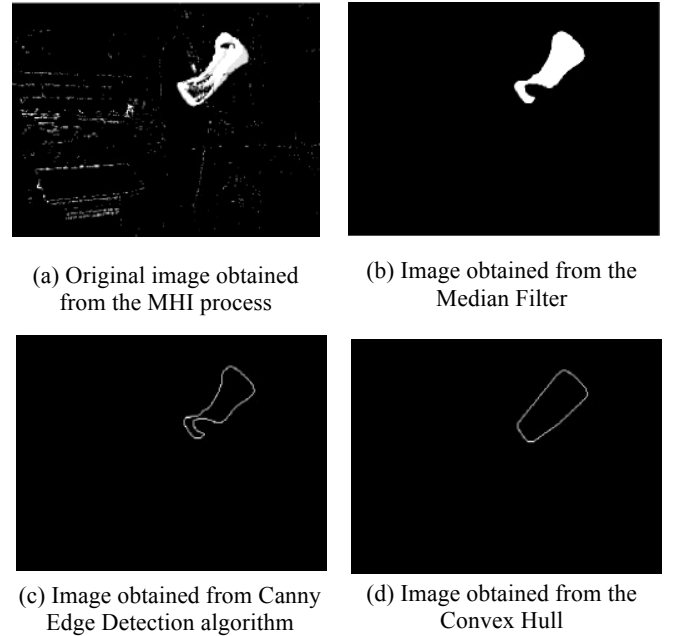 (a) Original image obtained
from the MHI process
(b) Image obtained from the
Median Filter
(c) Image obtained from Canny
Edge Detection algorithm
(d) Image obtained from the
Convex Hull